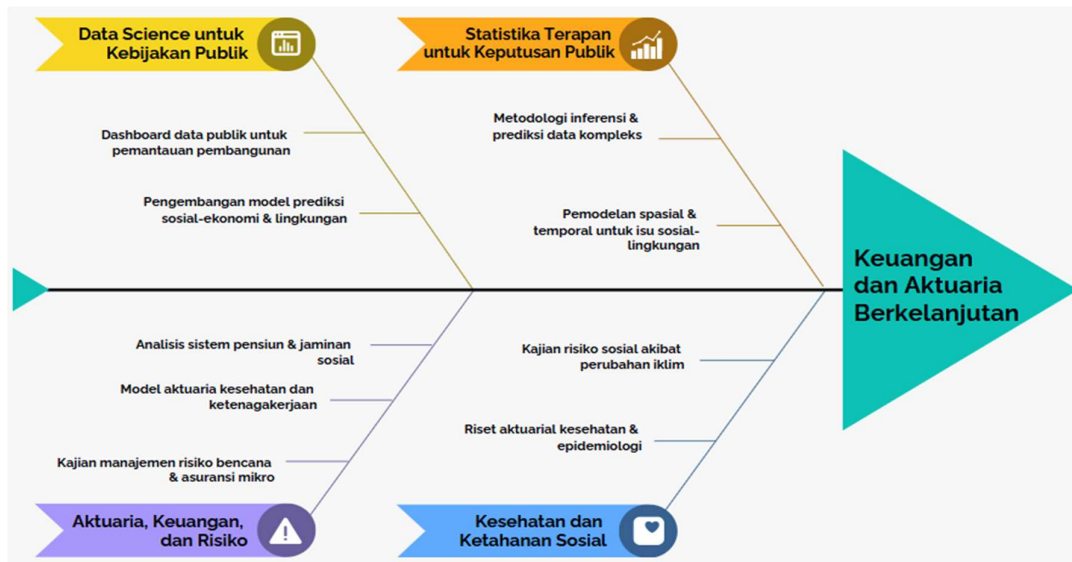 Data Science untuk
Kebijakan Publik
Statistika Terapan
untuk Keputusan Publik
Dashboard data publik untuk
pemantauan pembangunan
Pengembangan model prediksi
sosial-ekonomi & lingkungan
Metodologi inferensi &
prediksi data kompleks
Pemodelan spasial &
temporal untuk isu sosial-
lingkungan
Keuangan
dan Aktuaria
Berkelanjutan
Analisis sistem pensiun & jaminan
sosial
Model aktuaria kesehatan dan
ketenagakerjaan
Kajian manajemen risiko bencana
& asuransi mikro
Kajian risiko sosial akibat
perubahan iklim
Riset aktuarial kesehatan &
epidemiologi
Aktuaria, Keuangan,
dan Risiko
Kesehatan dan
Ketahanan Sosial